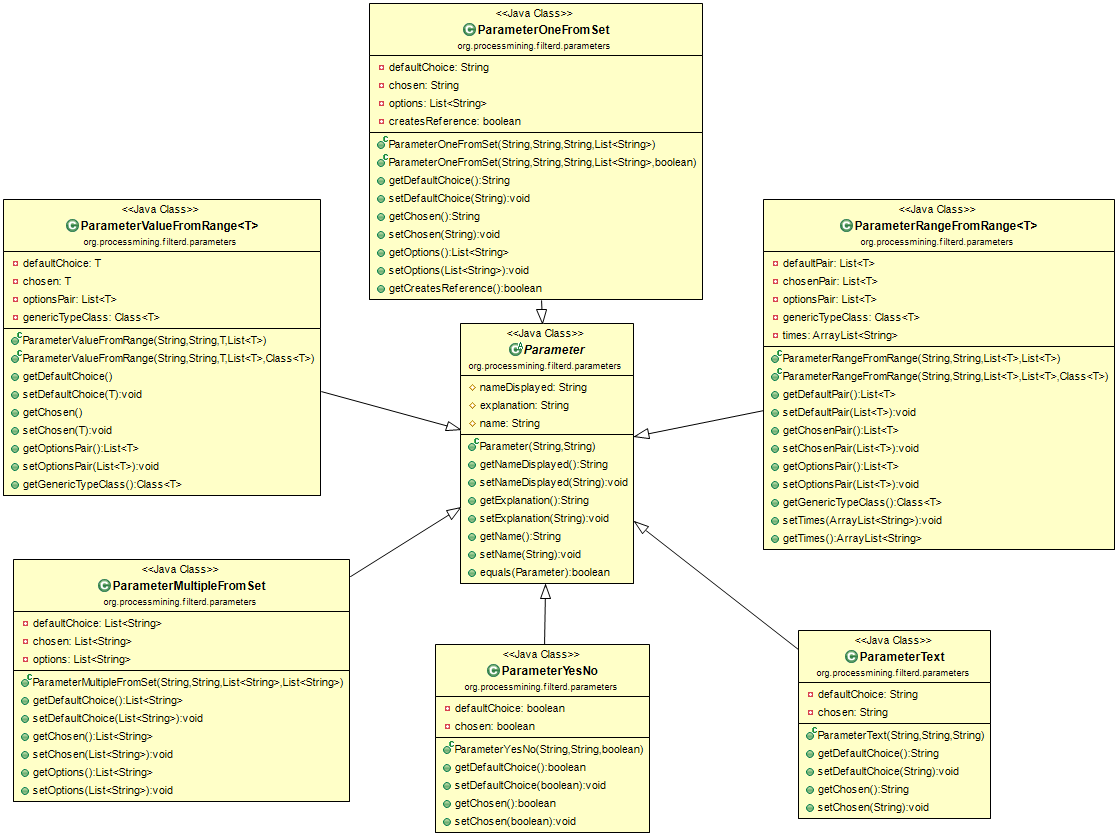 <<Java Class>>
ParameterOneFromSet
org.processmining.filterd.parameters
defaultChoice: String
chosen: String
options: List<String>
createsReference: boolean
ParameterOneFromSet(String,String,String,List<String>)
ParameterOneFromSet(String,String,String,List<String>,boolean)
getDefaultChoice():String
setDefaultChoice(String):void
getChosen():String
setChosen(String):void
getOptions():List<String>
setOptions(List<String>):void
getCreatesReference():boolean
<<Java Class>>
ParameterValueFromRange<T>
org.processmining.filterd.parameters
defaultChoice: T
chosen: T
optionsPair: List<T>
genericTypeClass: Class<T>
ParameterValueFromRange(String,String,T,List<T>)
ParameterValueFromRange(String,String,T,List<T>,Class<T>)
getDefaultChoice()
setDefaultChoice(T):void
getChosen()
setChosen(T):void
getOptionsPair():List<T>
setOptionsPair(List<T>):void
getGenericTypeClass():Class<T>
<<Java Class>>
Parameter
org.processmining.filterd.parameters
nameDisplayed: String
explanation: String
name: String
Parameter(String,String)
getNameDisplayed():String
setNameDisplayed(String):void
getExplanation():String
setExplanation(String):void
getName():String
setName(String):void
equals(Parameter):boolean
<<Java Class>>
ParameterRangeFromRange<T>
org.processmining.filterd.parameters
defaultPair: List<T>
chosenPair: List<T>
optionsPair: List<T>
genericTypeClass: Class<T>
times: ArrayList<String>
ParameterRangeFromRange(String,String,List<T>,List<T>)
ParameterRangeFromRange(String,String,List<T>,List<T>,Class<T>)
getDefaultPair():List<T>
setDefaultPair(List<T>):void
getChosenPair():List<T>
setChosenPair(List<T>):void
getOptionsPair():List<T>
setOptionsPair(List<T>):void
getGenericTypeClass():Class<T>
setTimes(ArrayList<String>):void
getTimes():ArrayList<String>
<<Java Class>>
ParameterMultipleFromSet
org.processmining.filterd.parameters
defaultChoice: List<String>
chosen: List<String>
options: List<String>
ParameterMultipleFromSet(String,String,List<String>,List<String>)
getDefaultChoice():List<String>
setDefaultChoice(List<String>):void
getChosen():List<String>
setChosen(List<String>):void
getOptions():List<String>
setOptions(List<String>):void
<<Java Class>>
ParameterYesNo
org.processmining.filterd.parameters
defaultChoice: boolean
chosen: boolean
ParameterYesNo(String,String,boolean)
getDefaultChoice():boolean
setDefaultChoice(boolean):void
getChosen():boolean
setChosen(boolean):void
<<Java Class>>
ParameterText
org.processmining.filterd.parameters
defaultChoice: String
chosen: String
ParameterText(String,String,String)
getDefaultChoice():String
setDefaultChoice(String):void
getChosen():String
setChosen(String):void